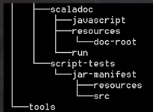 scaladoc
javascript
resources
doc-root
run
script-tests
jar-manifest
resources
src
tools